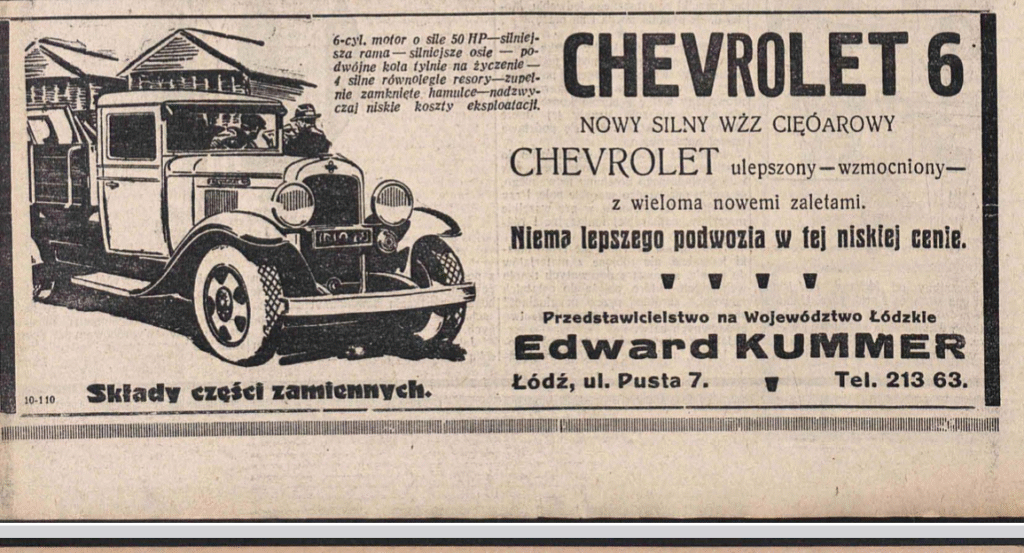 6-cyl. motor o sile 50 HP—silniej-
sza rama — silniejsze osie — po-
dwójne koła tylnie na życzenie —
4 silne równoległe resory—zupeł-
nie zamknięte hamulce—nadzwy-
czaj niskie koszty eksploatacji.
CHEVROLET 6
NOWY SILNY WŻZ CIĘÓAROWY
CHEVROLET ulepszony—wzmocniony—
z wieloma nowemi zaletami.
Niema lepszego podwozia w tej niskiej cenie.
Przedstawicielstwo na Województwo Łódzkie
Edward KUMMER
Łódź, ul. Pusta 7. Tel. 213 63.
10-110
Składy części zamiennych.